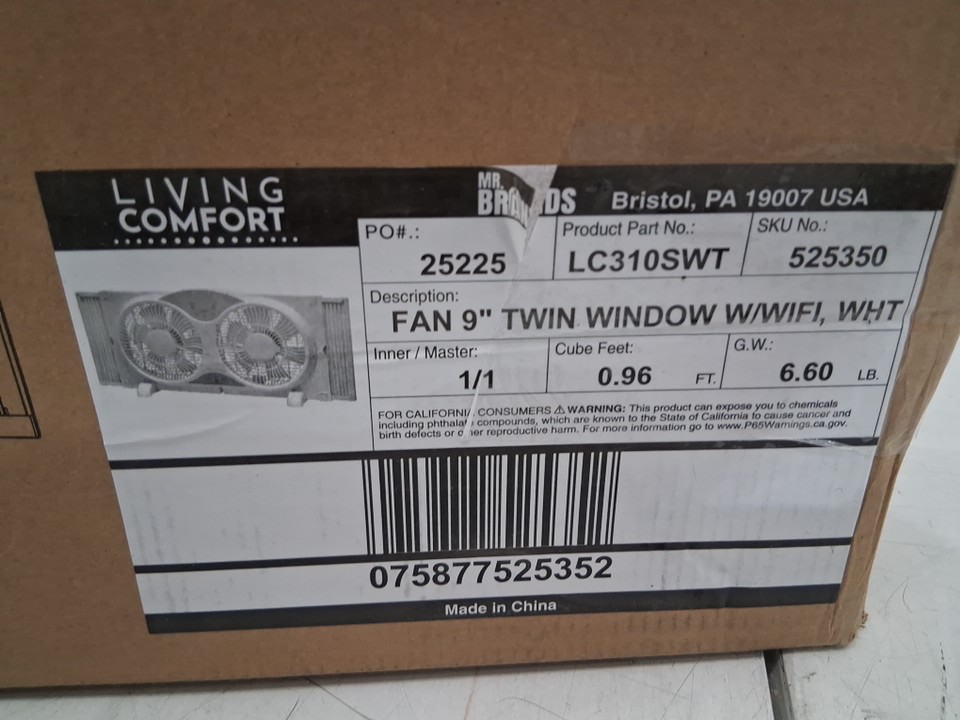 LIVING
COMFORT
MR.
BRANDS
Bristol, PA 19007 USA
PO#.:
25225
Product Part No.:
LC310SWT
SKU No.:
525350
Description:
FAN 9" TWIN WINDOW W/WIFI, WHT
Inner / Master:
1/1
Cube Feet:
0.96 FT.
G.W.:
6.60 LB.
FOR CALIFORNIA CONSUMERS ⚠ WARNING: This product can expose you to chemicals
including phthalate compounds, which are known to the State of California to cause cancer and
birth defects or other reproductive harm. For more information go to www.P65Warnings.ca.gov.
075877525352
Made in China